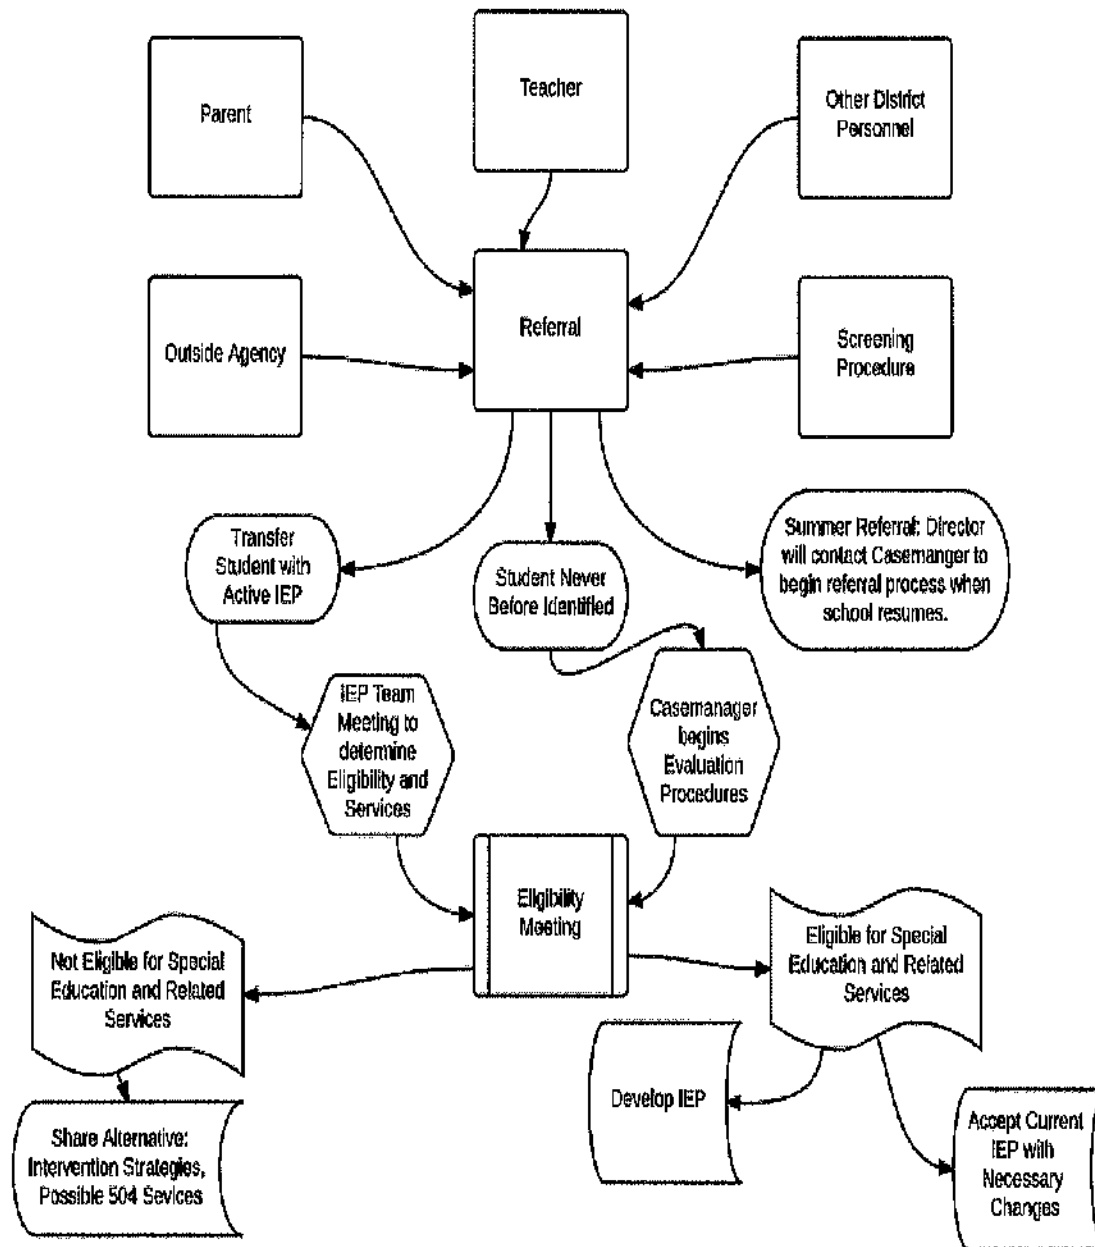 Parent
Teacher
Other District
Personnel
Outside Agency
Referral
Screening
Procedure
Transfer
Student with
Active IEP
Student Never
Before Identified
Summer Referral: Director
will contact Casemanger to
begin referral process when
school resumes.
IEP Team
Meeting to
determine
Eligibility and
Services
Casemanager
begins
Evaluation
Procedures
Eligibility
Meeting
Not Eligible for Special
Education and Related
Services
Eligible for Special
Education and Related
Services
Develop IEP
Share Alternative:
Intervention Strategies,
Possible 504 Sevices
Accept Current
IEP with
Necessary
Changes